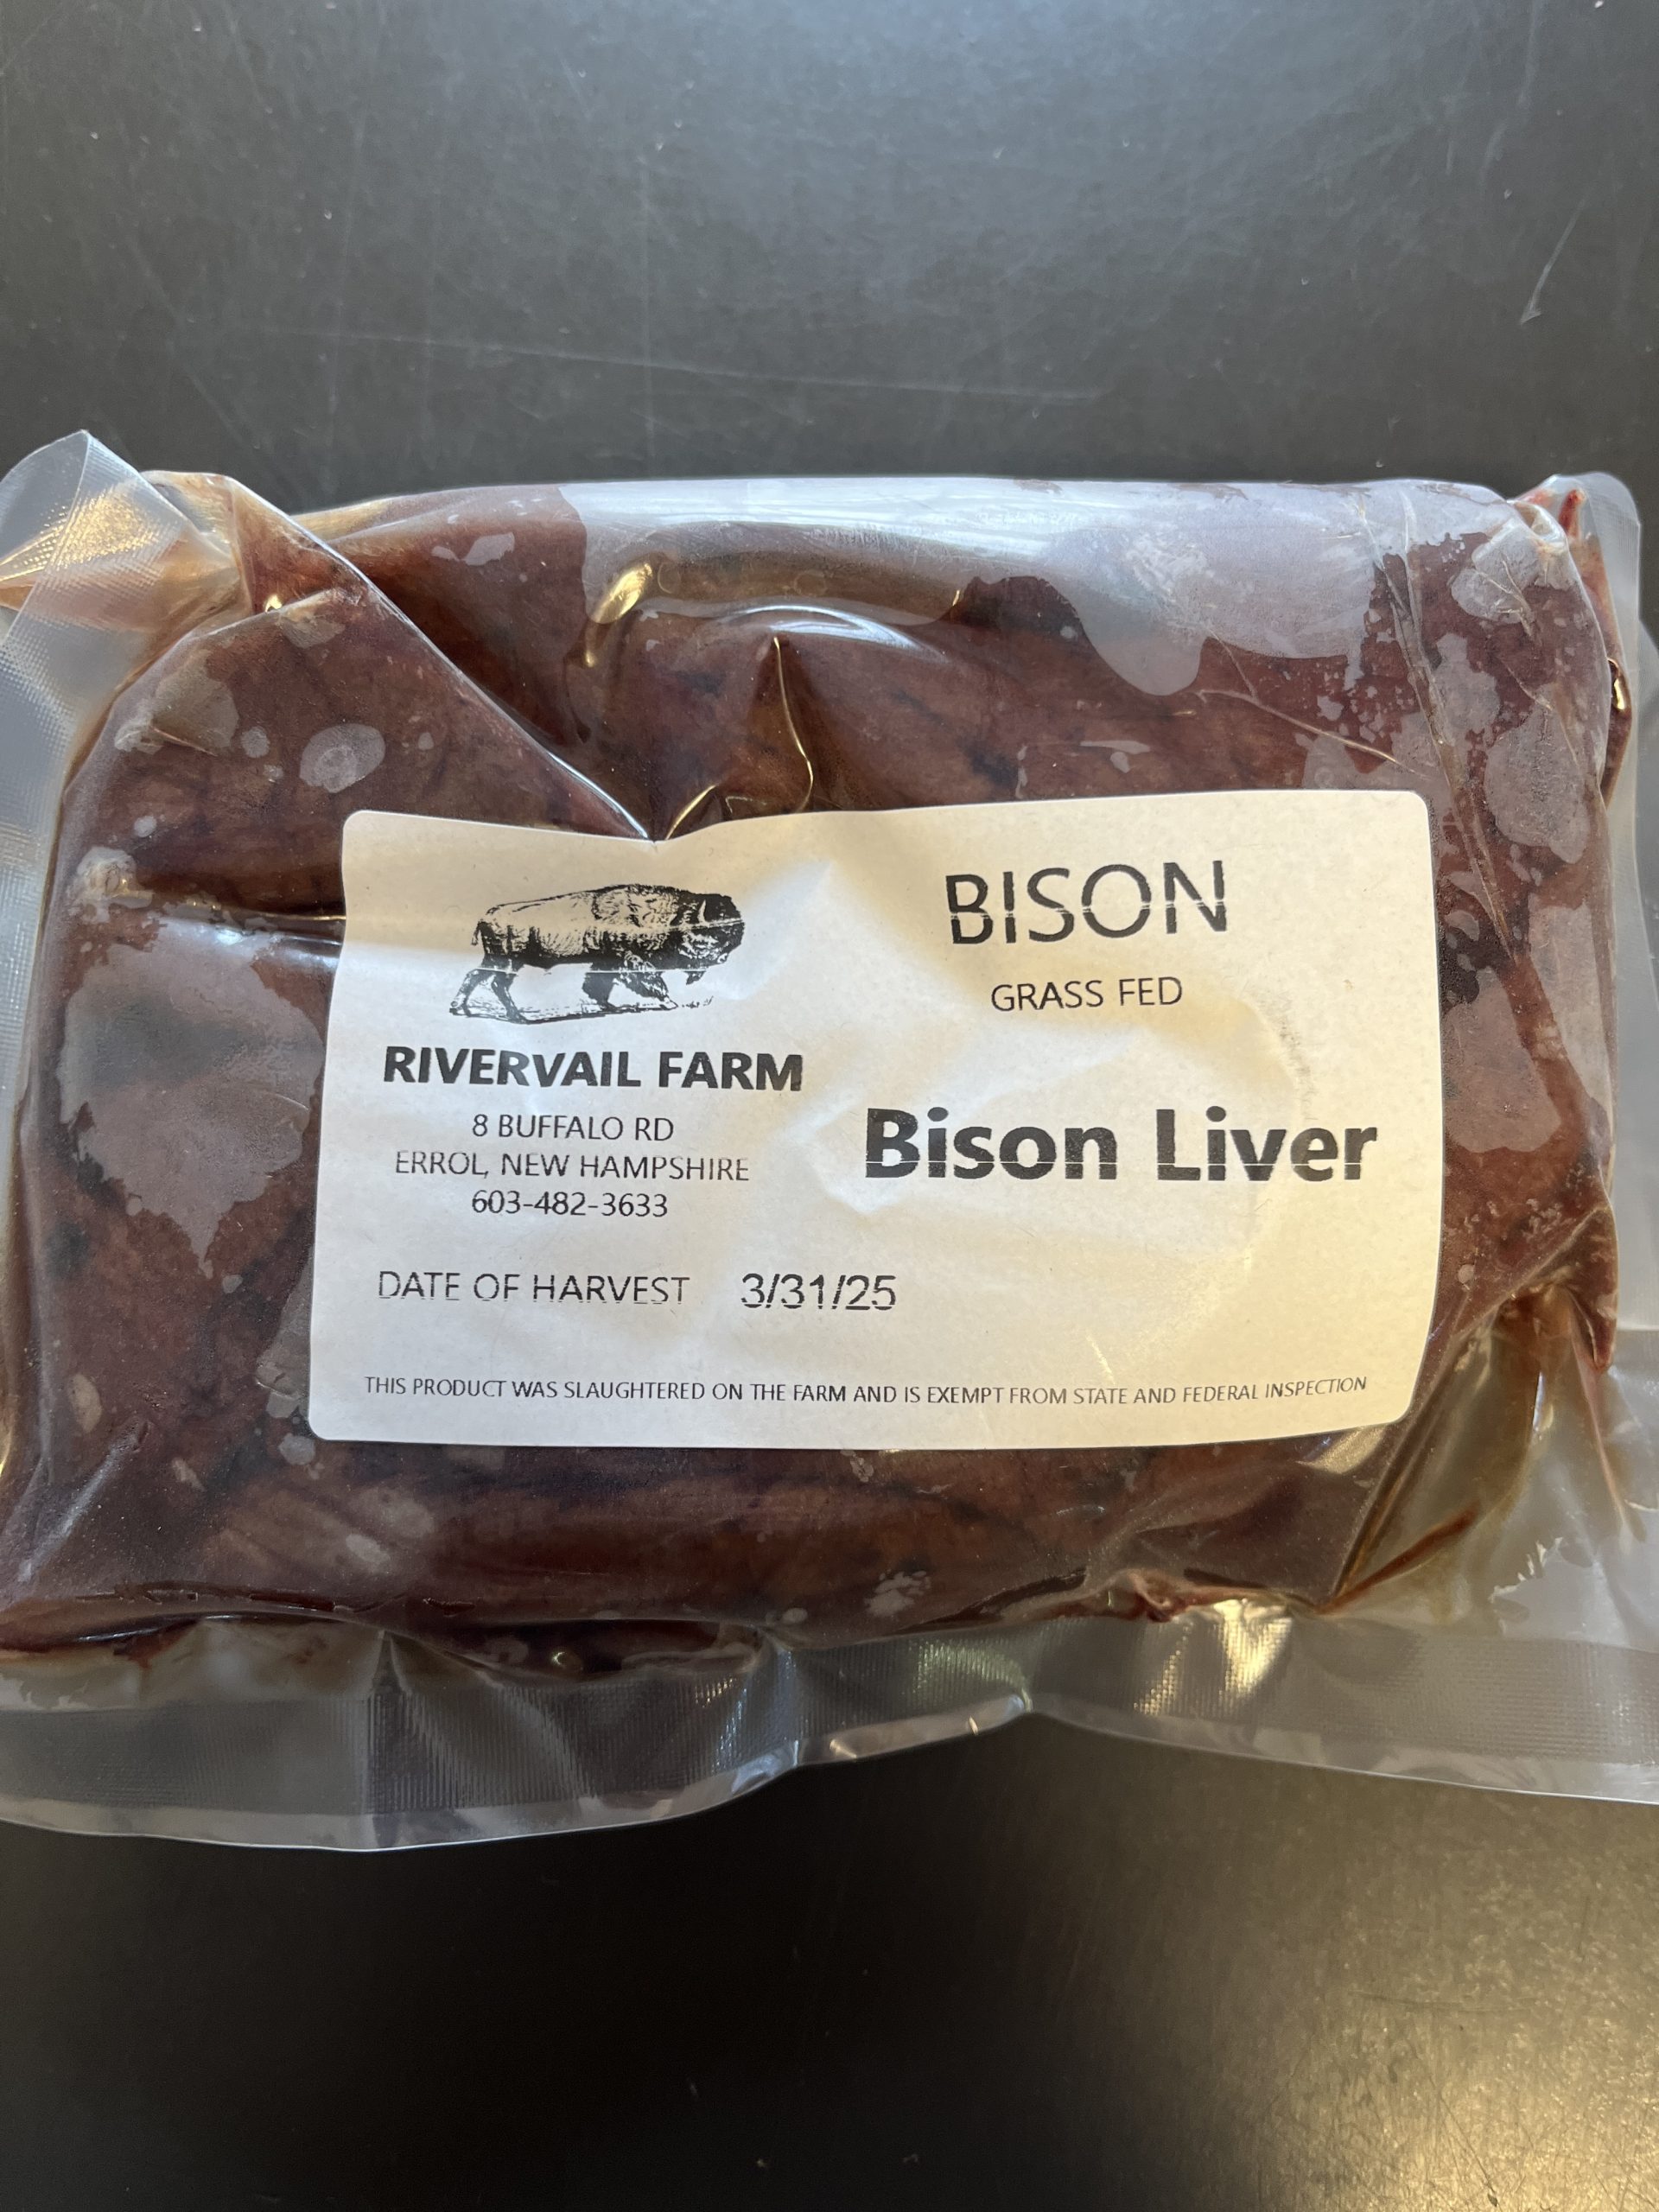 BISON
GRASS FED
RIVERVAIL FARM
8 BUFFALO RD
ERROL, NEW HAMPSHIRE
603-482-3633
Bison Liver
DATE OF HARVEST 3/31/25
THIS PRODUCT WAS SLAUGHTERED ON THE FARM AND IS EXEMPT FROM STATE AND FEDERAL INSPECTION